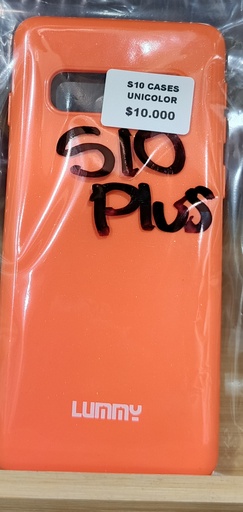 S10 CASES
UNICOLOR
$10.000
S10
Plus
LUMMY